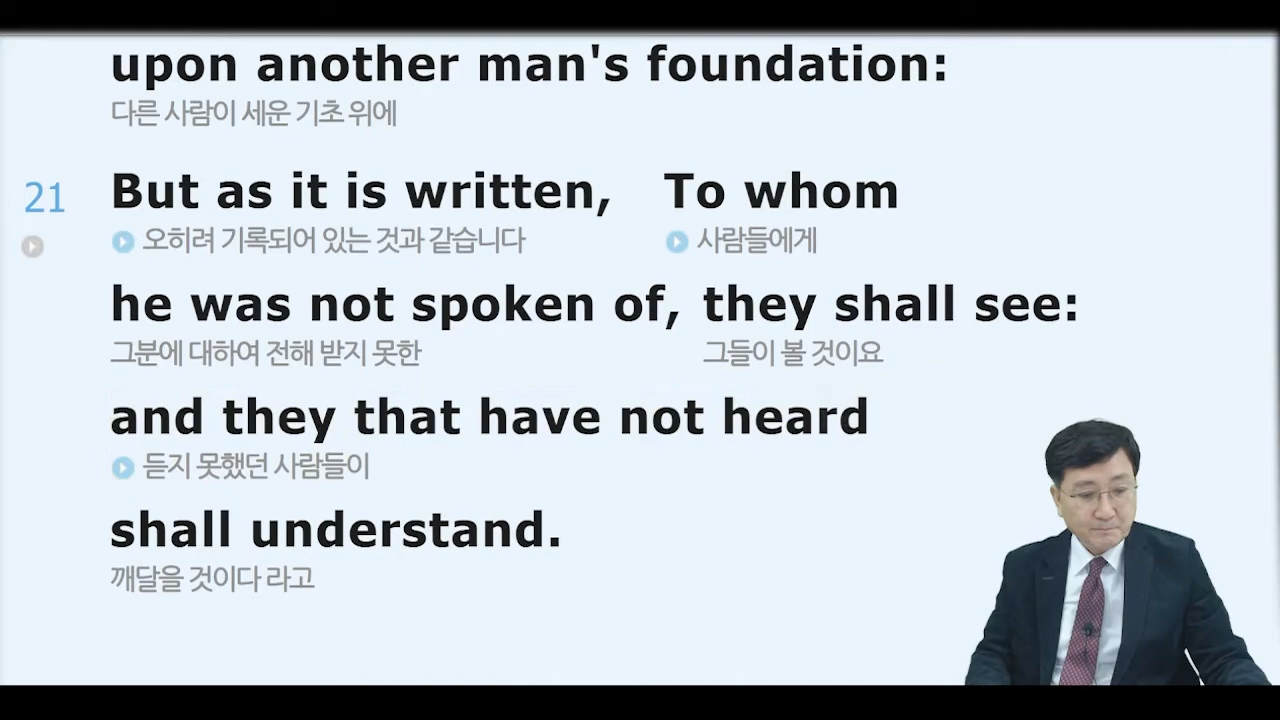 upon another man's foundation:
다른 사람이 세운 기초 위에
21 But as it is written, To whom
오히려 기록되어 있는 것과 같습니다 사람들에게
he was not spoken of, they shall see:
그분에 대하여 전해 받지 못한 그들이 볼 것이요
and they that have not heard
듣지 못했던 사람들이
shall understand.
깨달을 것이다 라고